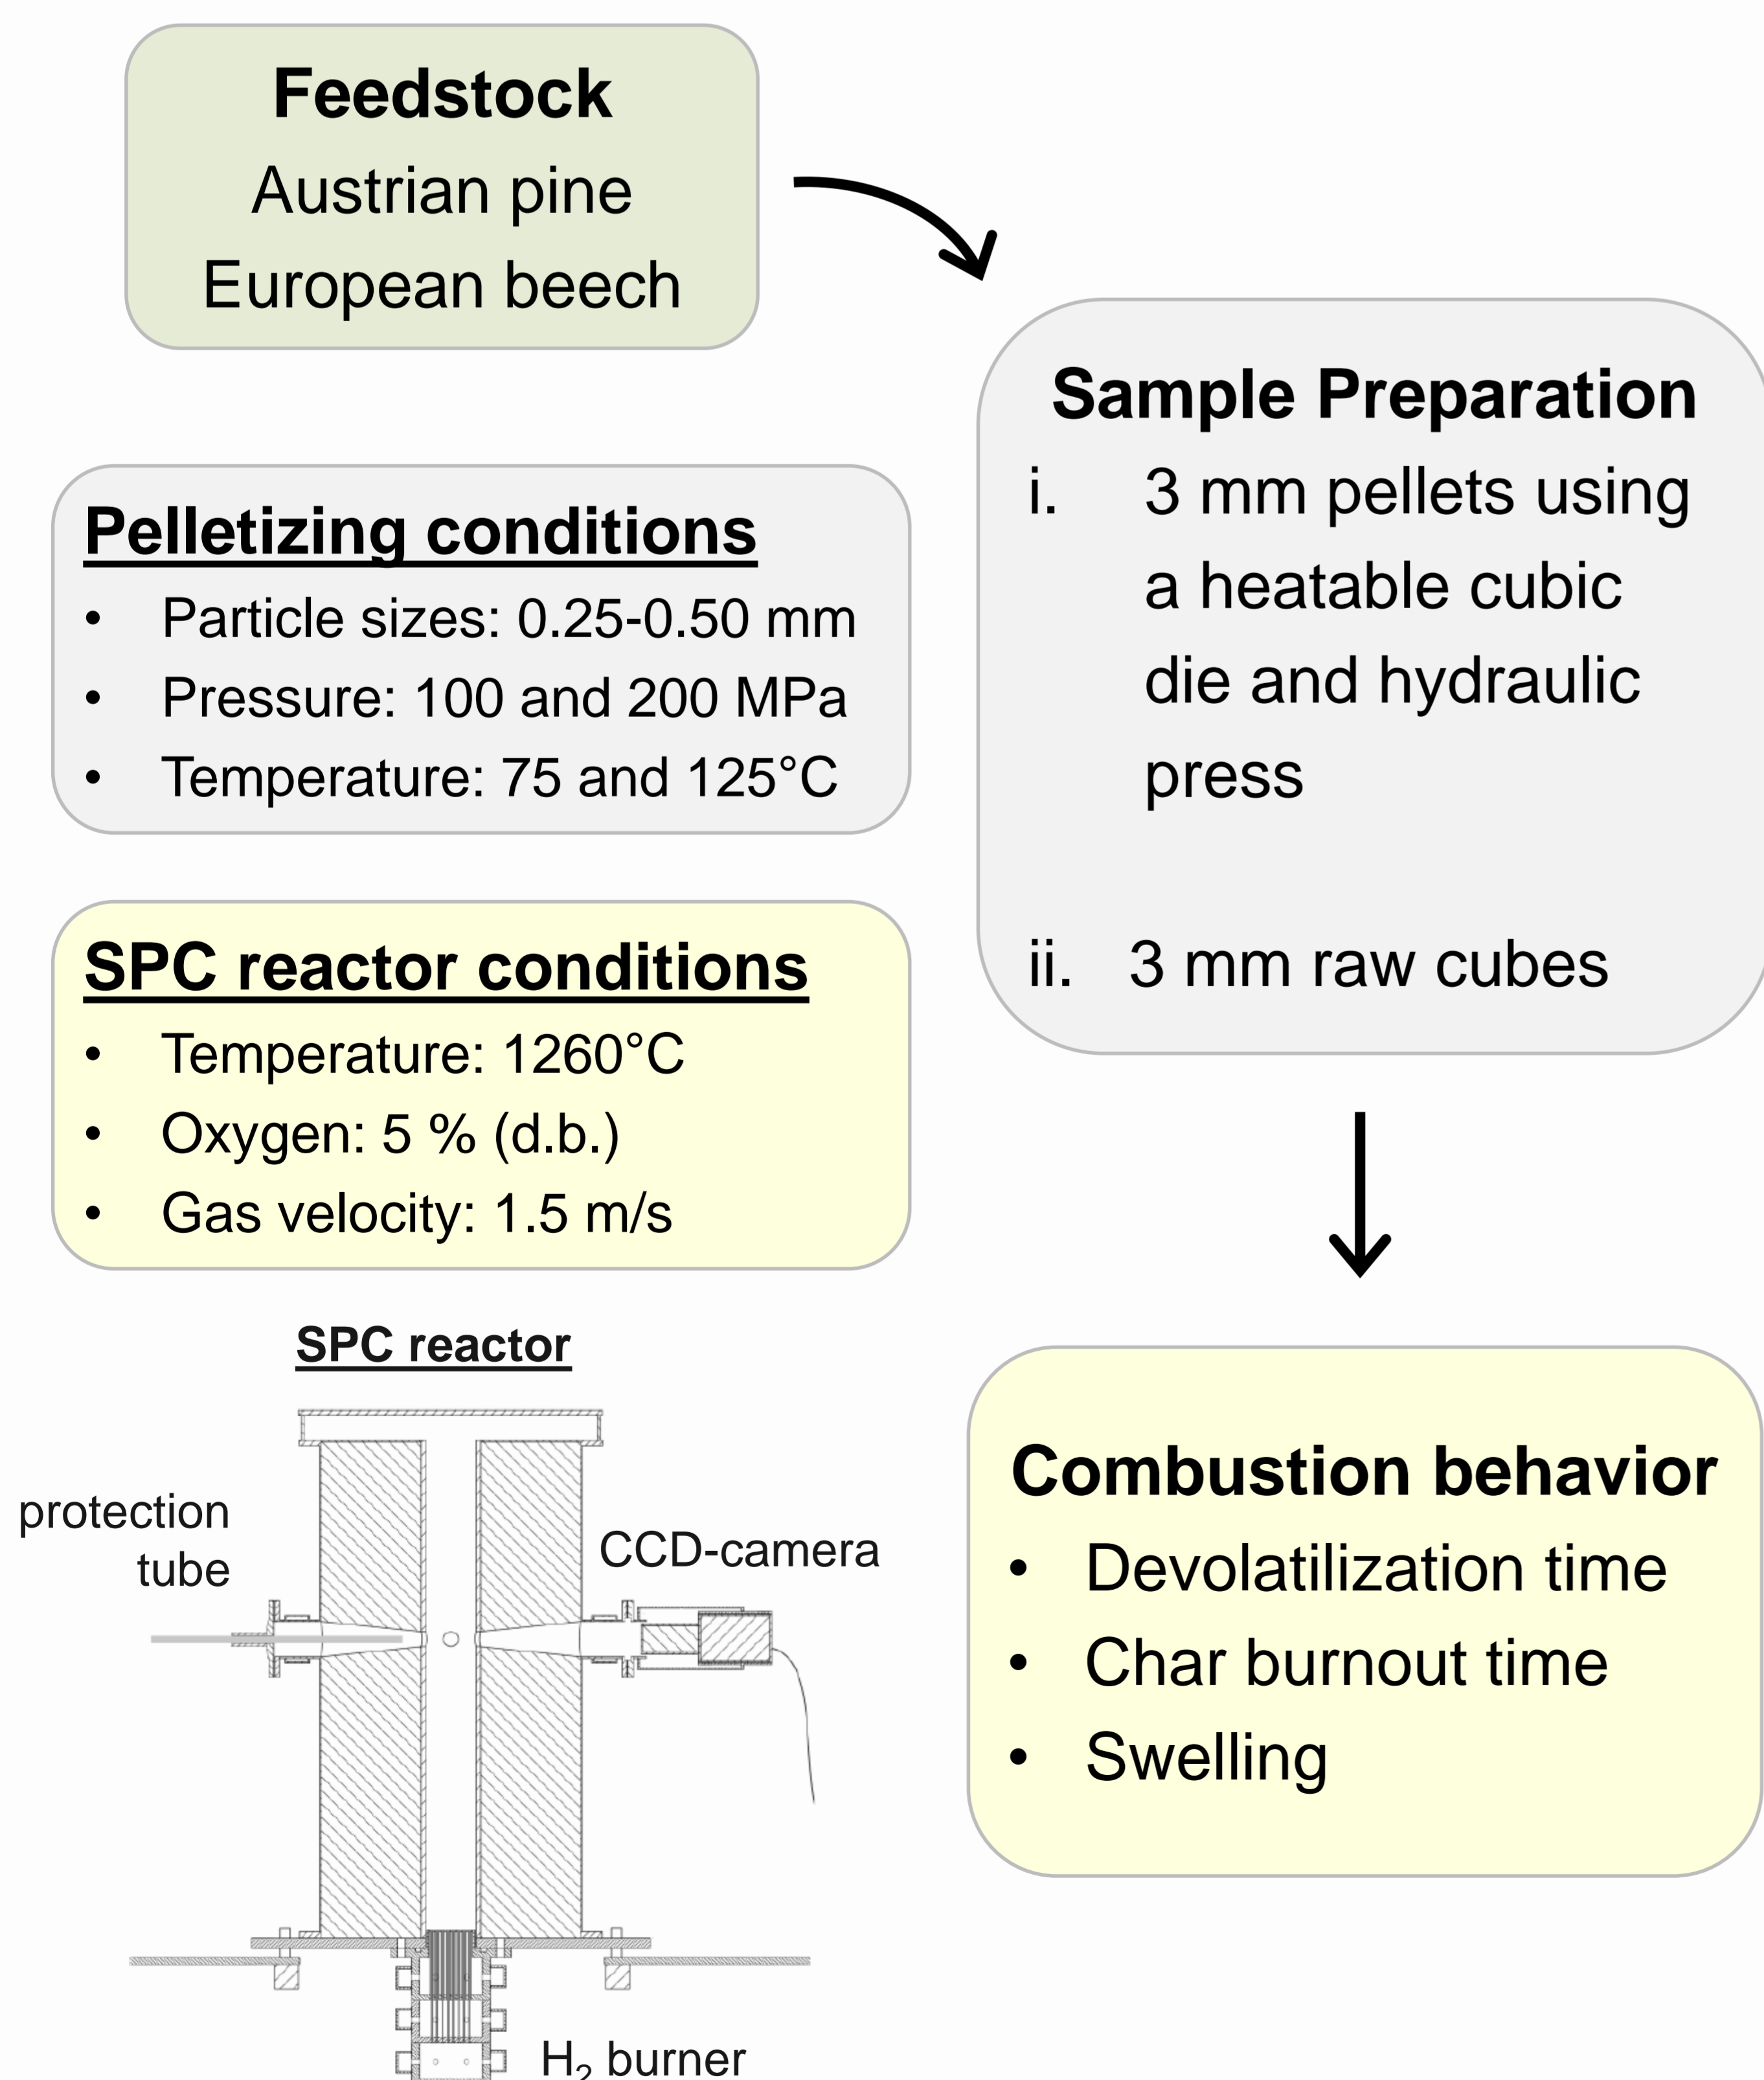 Feedstock
Austrian pine
European beech
Sample Preparation
i. 3 mm pellets using
a heatable cubic
die and hydraulic
press
ii. 3 mm raw cubes
Pelletizing conditions
• Particle sizes: 0.25-0.50 mm
• Pressure: 100 and 200 MPa
• Temperature: 75 and 125°C
SPC reactor conditions
• Temperature: 1260°C
• Oxygen: 5 % (d.b.)
• Gas velocity: 1.5 m/s
SPC reactor
protection
tube
CCD-camera
H₂ burner
Combustion behavior
• Devolatilization time
• Char burnout time
• Swelling